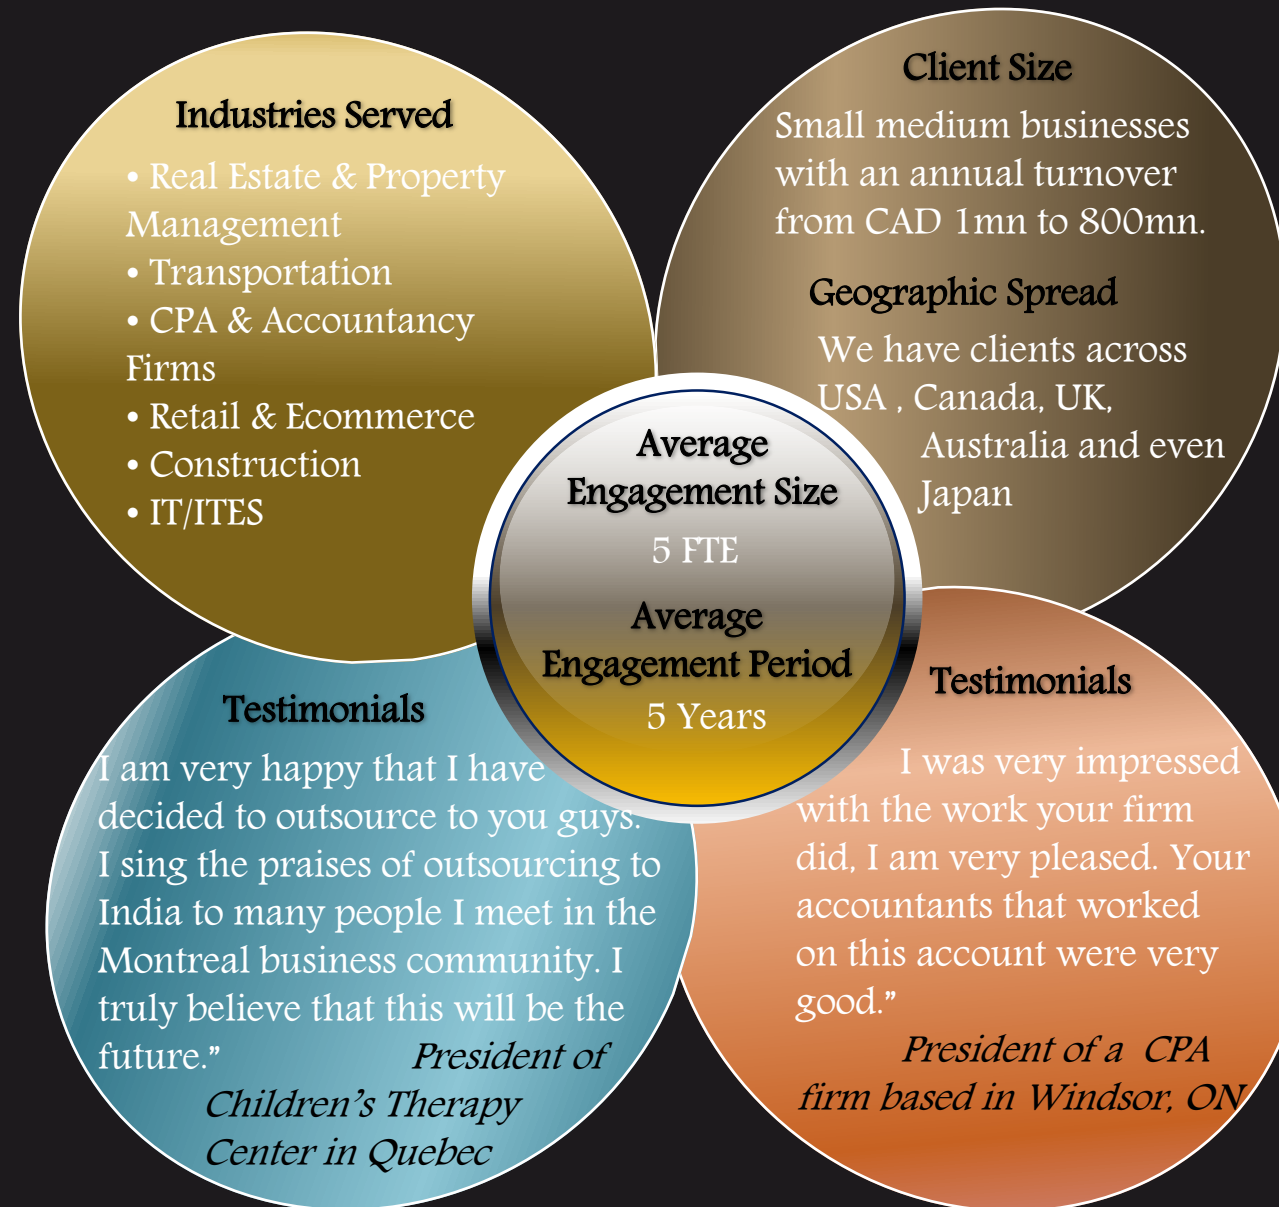 Industries Served
• Real Estate & Property
Management
• Transportation
• CPA & Accountancy
Firms
• Retail & Ecommerce
• Construction
• IT/ITES
Client Size
Small medium businesses
with an annual turnover
from CAD 1mn to 800mn.
Geographic Spread
We have clients across
USA , Canada, UK,
Australia and even
Japan
Average
Engagement Size
5 FTE
Average
Engagement Period
5 Years
Testimonials
I am very happy that I have
decided to outsource to you guys.
I sing the praises of outsourcing to
India to many people I meet in the
Montreal business community. I
truly believe that this will be the
future.” President of
Children’s Therapy
Center in Quebec
Testimonials
I was very impressed
with the work your firm
did, I am very pleased. Your
accountants that worked
on this account were very
good.”
President of a CPA
firm based in Windsor, ON